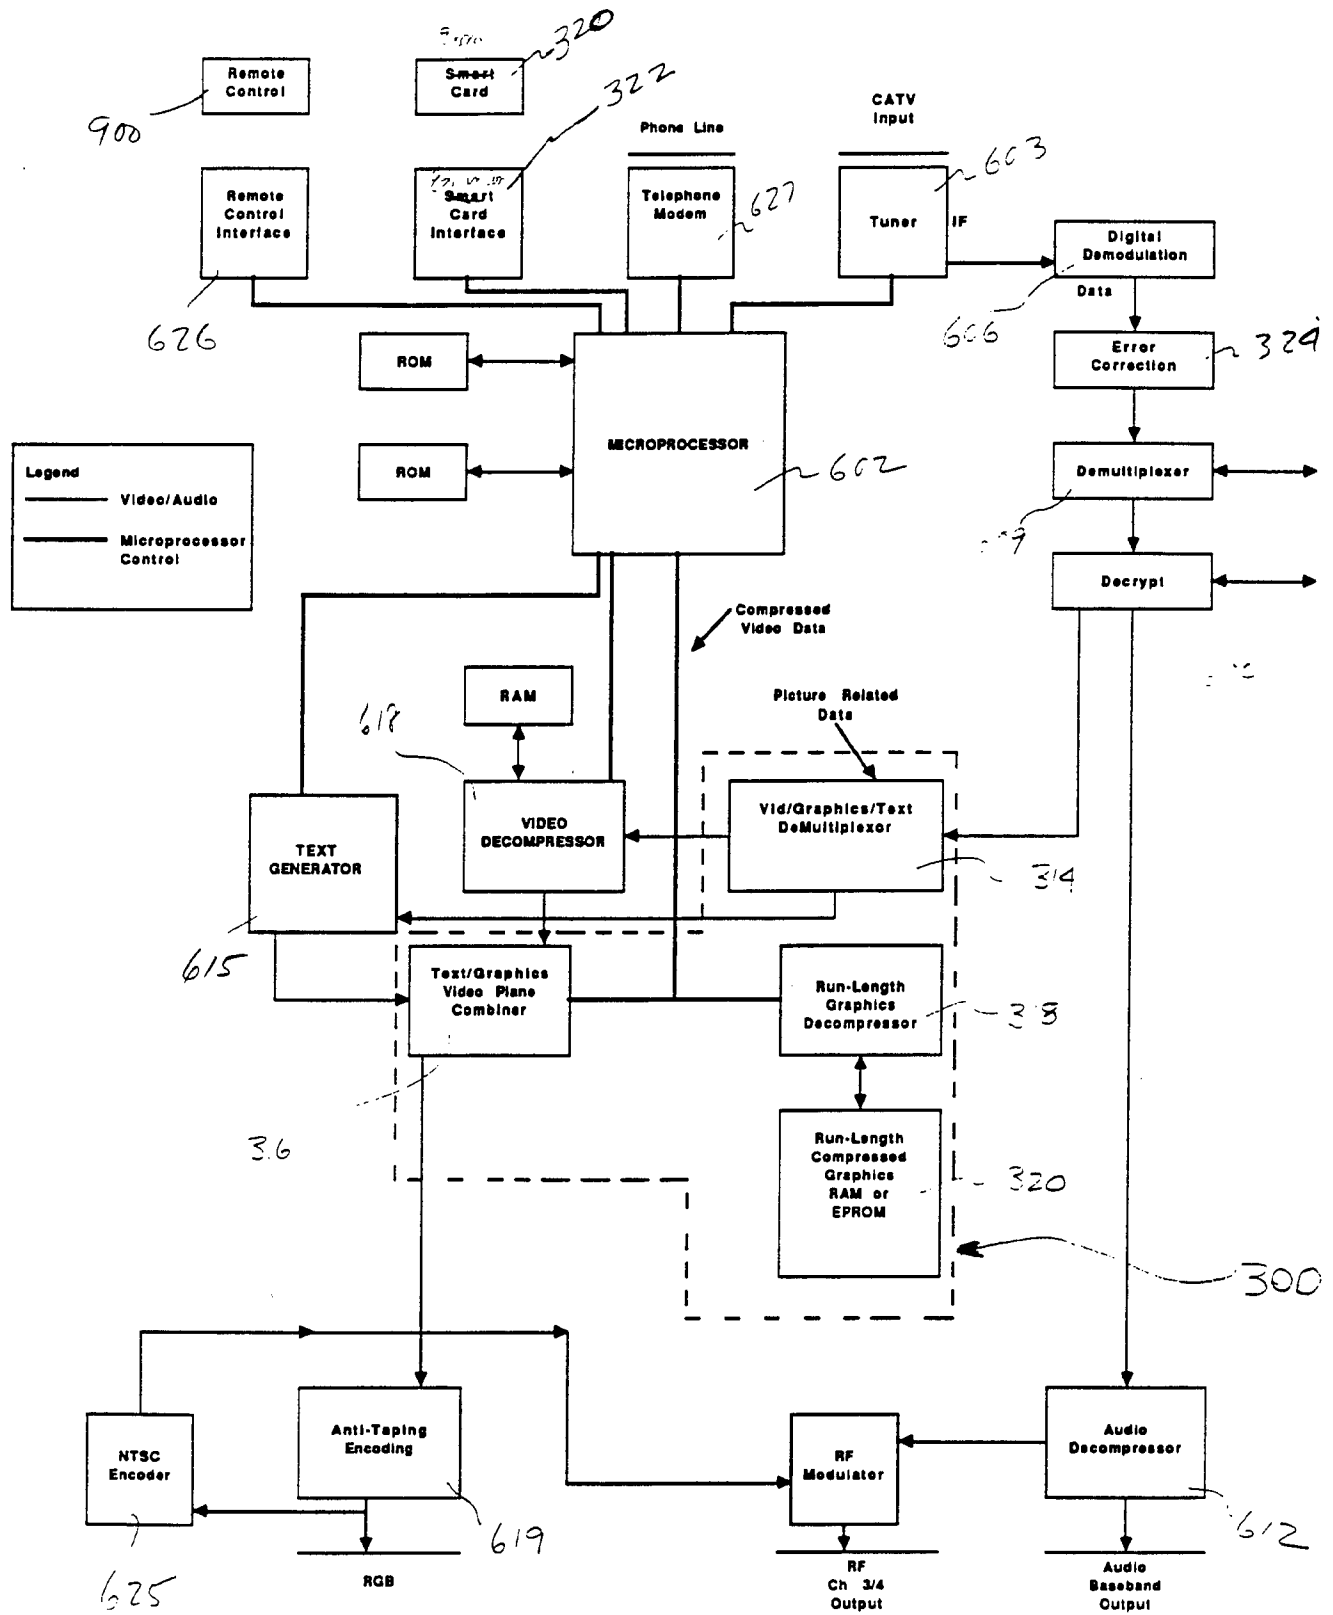 320
Remote
Control
Smart
Card
322
900
CATV
Input
Phone Line
603
Remote
Control
Interface
Smart
Card
Interface
Telephone
Modem
627
Tuner
IF
Digital
Demodulation
Data
626
606
ROM
Error
Correction
324
MICROPROCESSOR
602
ROM
Demultiplexer
Legend
Video/Audio
Microprocessor
Control
Decrypt
Compressed
Video Data
RAM
Picture Related
Data
618
Vid/Graphics/Text
DeMultiplexor
VIDEO
DECOMPRESSOR
TEXT
GENERATOR
314
615
Text/Graphics
Video Plane
Combiner
Run-Length
Graphics
Decompressor
318
Run-Length
Compressed
Graphics
RAM or
EPROM
320
300
NTSC
Encoder
Anti-Taping
Encoding
RF
Modulator
Audio
Decompressor
625
619
612
RGB
RF
Ch 3/4
Output
Audio
Baseband
Output